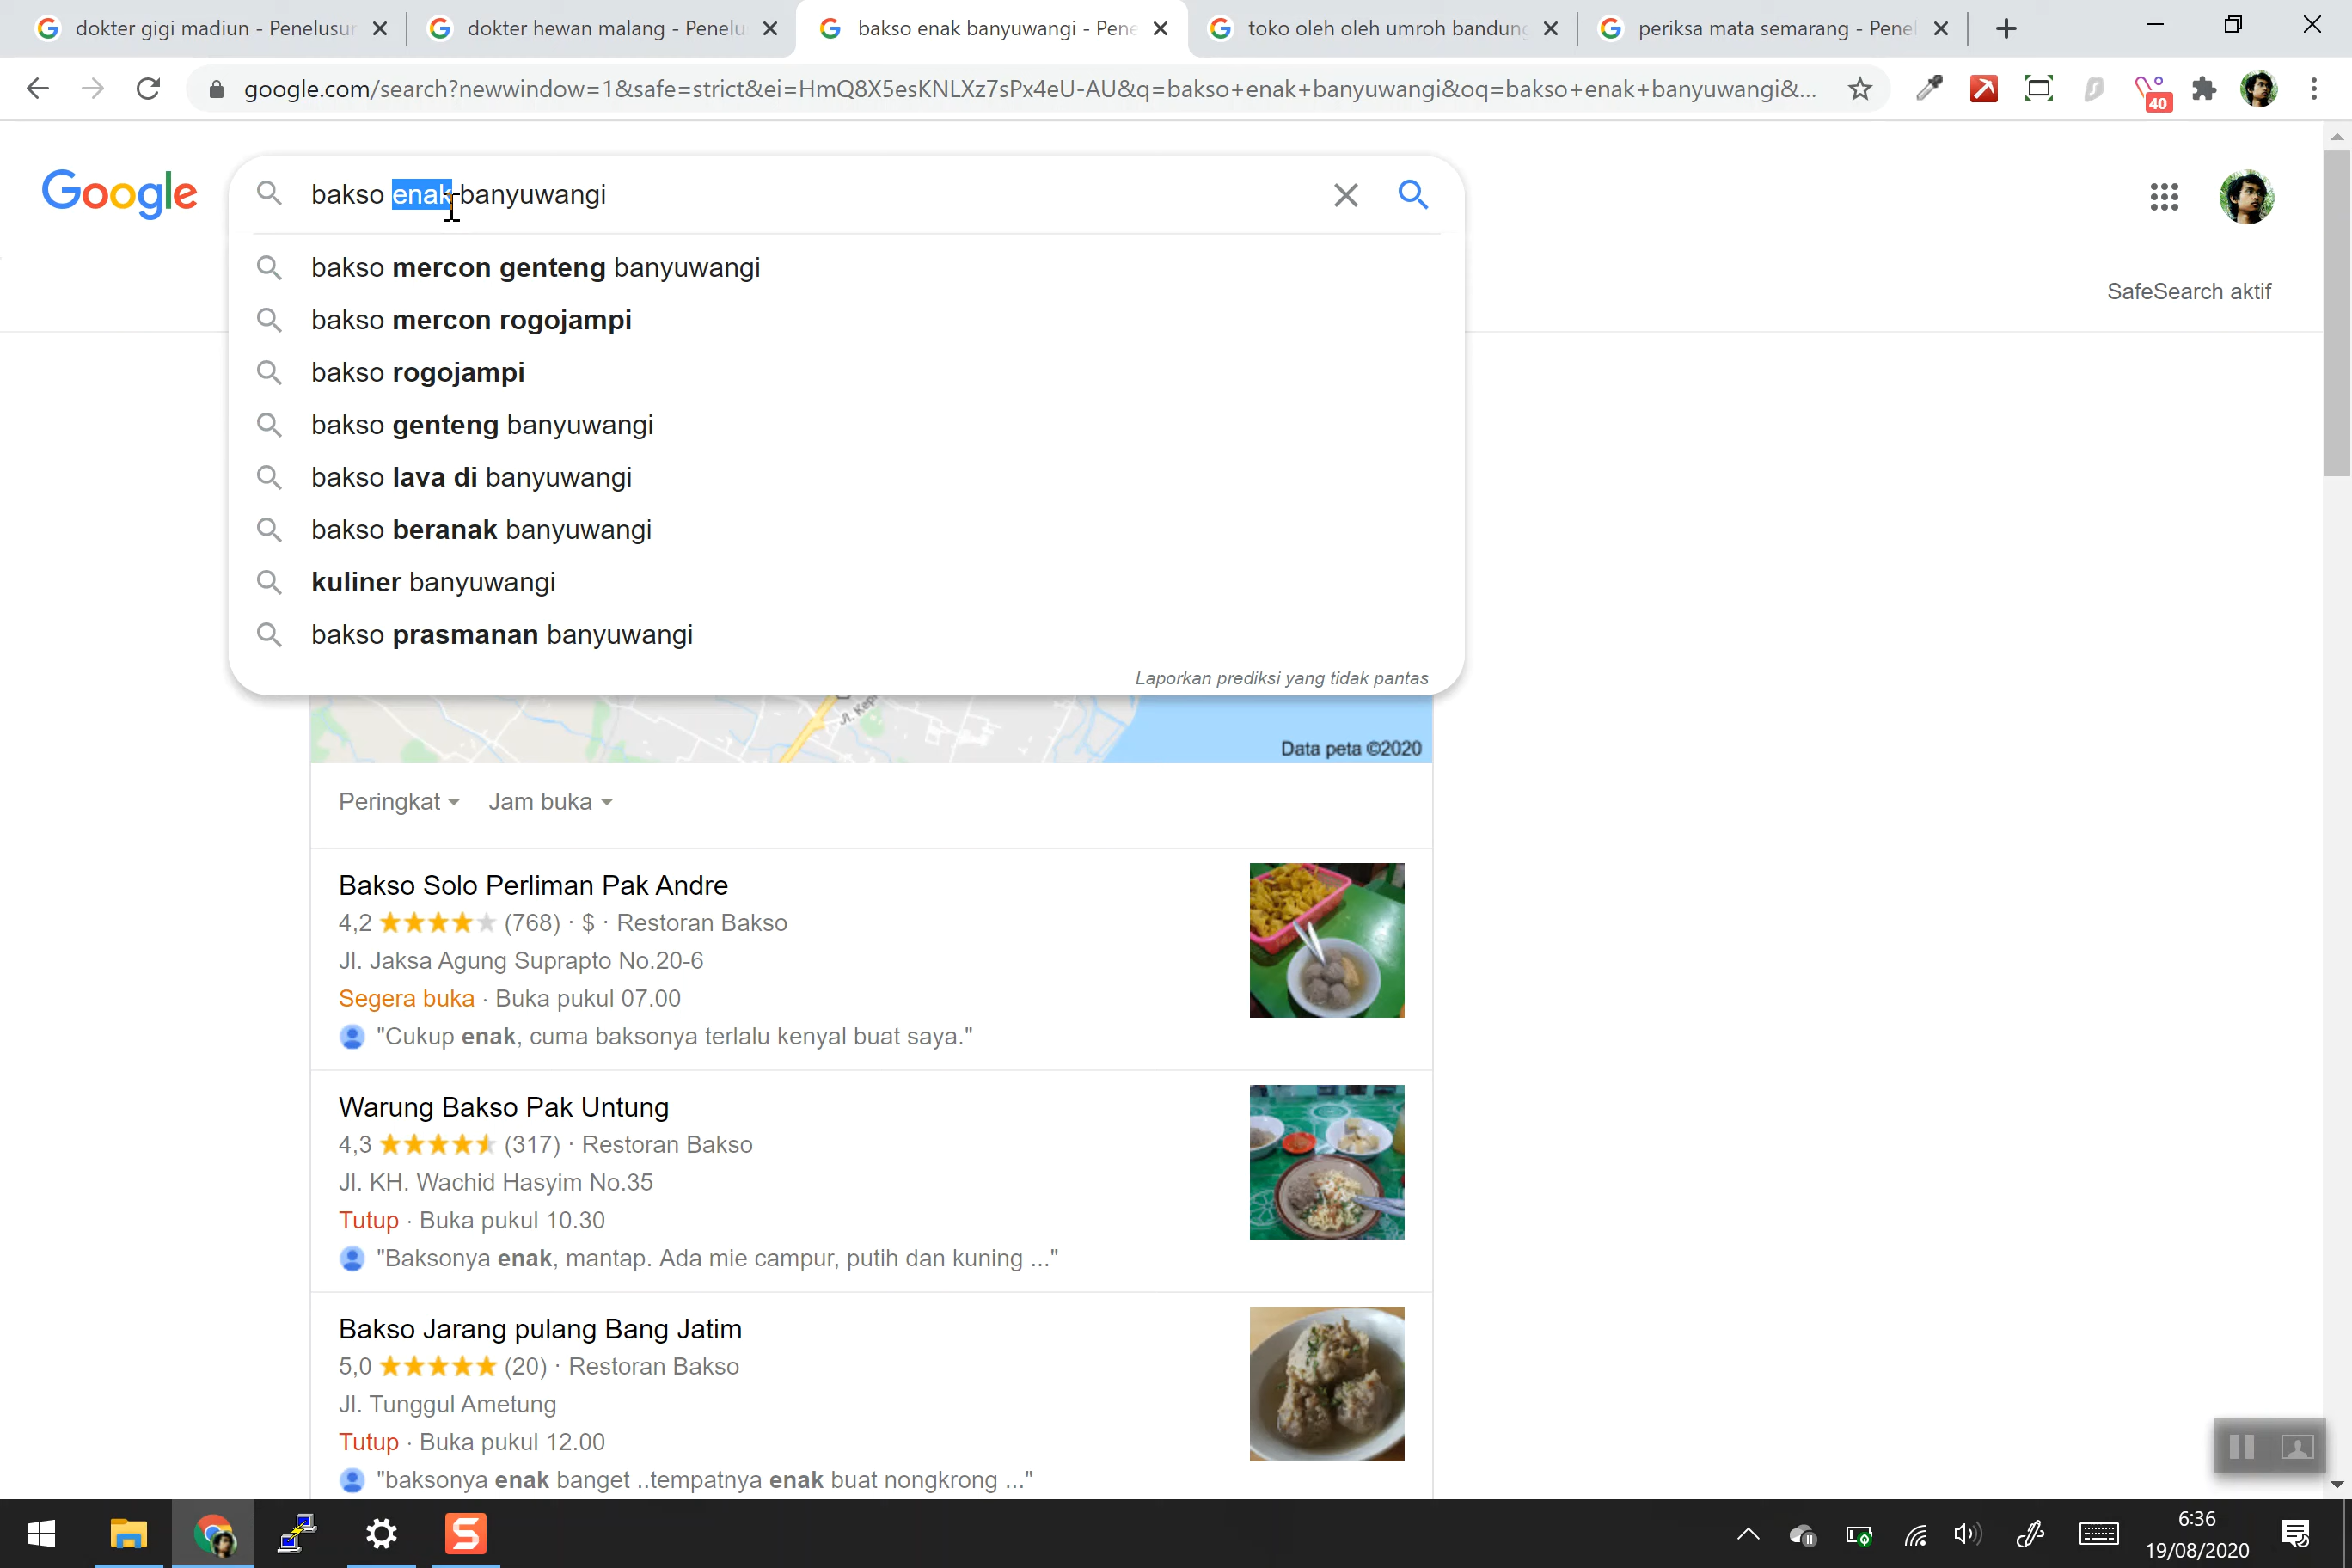 dokter gigi madiun - Penelusur
dokter hewan malang - Penelu
bakso enak banyuwangi - Pene
toko oleh oleh umroh bandung
periksa mata semarang - Penel
google.com/search?newwindow=1&safe=strict&ei=HmQ8X5esKNLXz7sPx4eU-AU&q=bakso+enak+banyuwangi&oq=bakso+enak+banyuwangi&...
40
Google
bakso enak banyuwangi
bakso mercon genteng banyuwangi
SafeSearch aktif
bakso mercon rogojampi
bakso rogojampi
bakso genteng banyuwangi
bakso lava di banyuwangi
bakso beranak banyuwangi
kuliner banyuwangi
bakso prasmanan banyuwangi
Laporkan prediksi yang tidak pantas
Jl. Kep
Data peta ©2020
Peringkat Jam buka
Bakso Solo Perliman Pak Andre
4,2 (768) · $ · Restoran Bakso
Jl. Jaksa Agung Suprapto No.20-6
Segera buka · Buka pukul 07.00
"Cukup enak, cuma baksonya terlalu kenyal buat saya."
Warung Bakso Pak Untung
4,3 (317) · Restoran Bakso
Jl. KH. Wachid Hasyim No.35
Tutup · Buka pukul 10.30
"Baksonya enak, mantap. Ada mie campur, putih dan kuning ..."
Bakso Jarang pulang Bang Jatim
5,0 (20) · Restoran Bakso
Jl. Tunggul Ametung
Tutup · Buka pukul 12.00
"baksonya enak banget ..tempatnya enak buat nongkrong ..."
6:36
19/08/2020